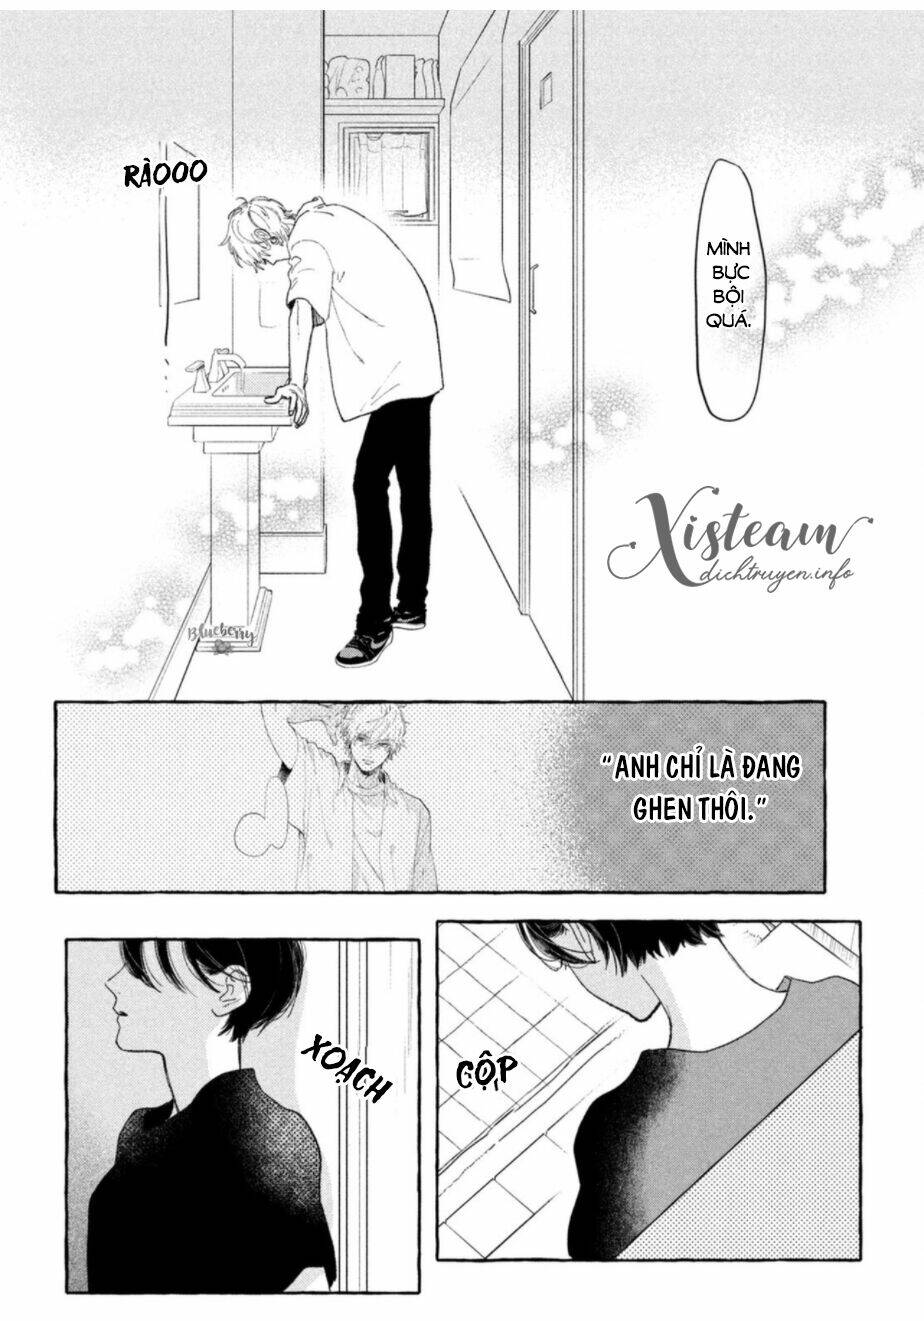 RÀOOO
MÌNH
BỰC
BỘI
QUÁ.
Xisteam
dichtruyen.info
Blueberry
“ANH CHỈ LÀ ĐANG
GHEN THÔI.”
CỘP
XOẠCH